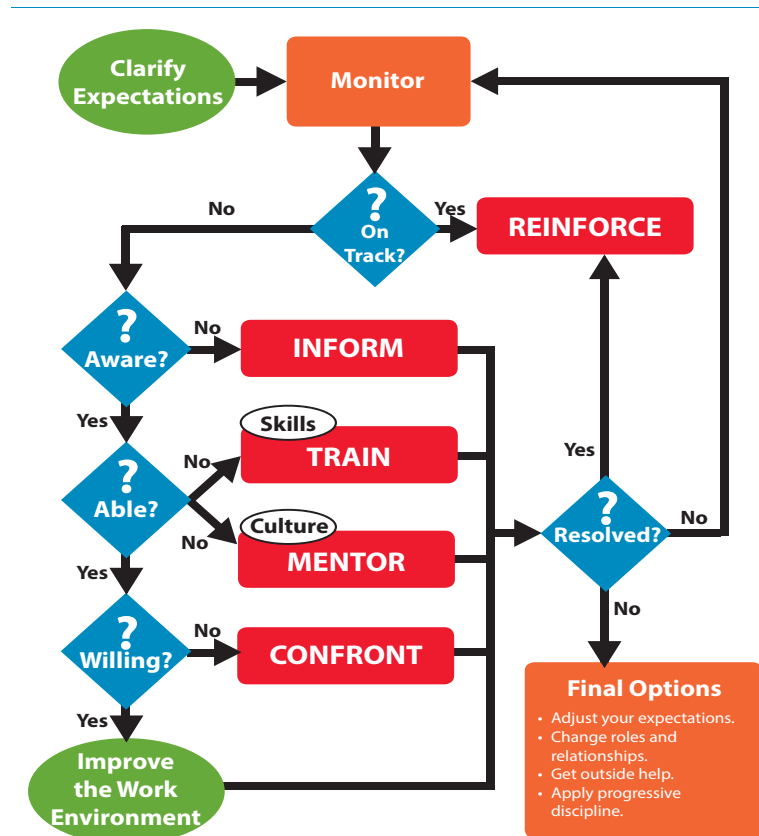 Clarify
Expectations
Monitor
No
?
On
Track?
Yes
REINFORCE
?
Aware?
No
INFORM
Yes
Skills
?
Able?
No
TRAIN
No
Culture
MENTOR
Yes
?
Resolved?
Yes
No
No
?
Willing?
No
CONFRONT
Yes
Improve
the Work
Environment
Final Options
• Adjust your expectations.
• Change roles and
relationships.
• Get outside help.
• Apply progressive
discipline.